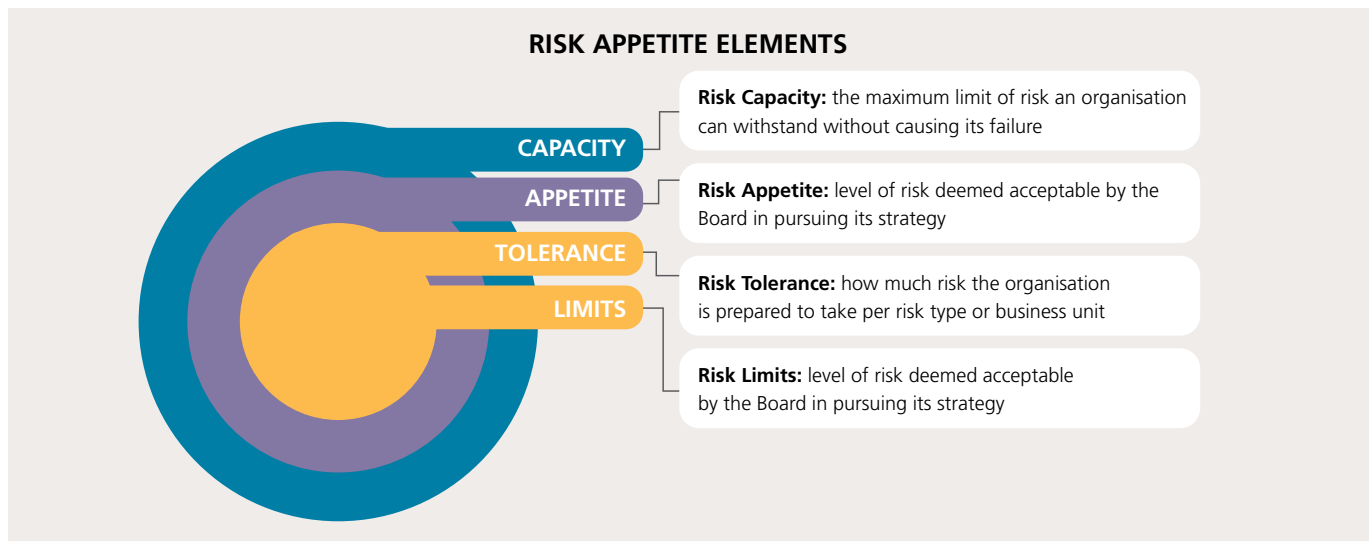 RISK APPETITE ELEMENTS
CAPACITY
Risk Capacity: the maximum limit of risk an organisation
can withstand without causing its failure
APPETITE
Risk Appetite: level of risk deemed acceptable by the
Board in pursuing its strategy
TOLERANCE
Risk Tolerance: how much risk the organisation
is prepared to take per risk type or business unit
LIMITS
Risk Limits: level of risk deemed acceptable
by the Board in pursuing its strategy